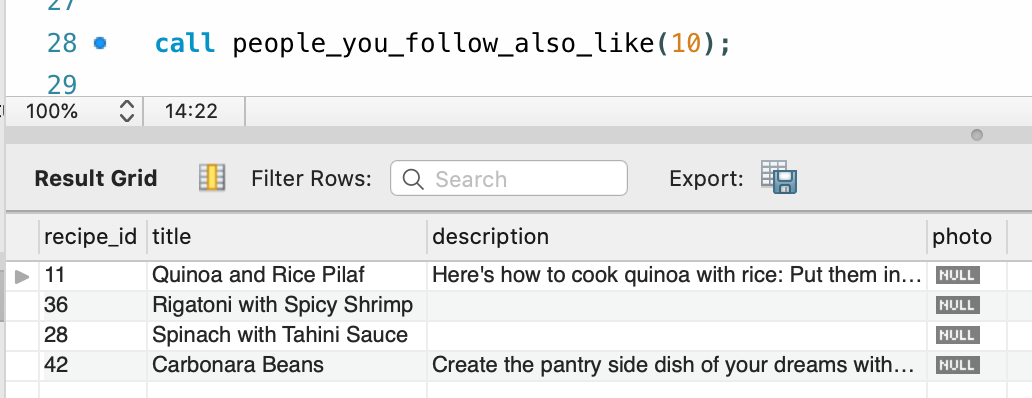 27
28 call people_you_follow_also_like(10);
29
100% 14:22
Result Grid Filter Rows: Search Export:
recipe_id title description photo
11 Quinoa and Rice Pilaf Here's how to cook quinoa with rice: Put them in... NULL
36 Rigatoni with Spicy Shrimp NULL
28 Spinach with Tahini Sauce NULL
42 Carbonara Beans Create the pantry side dish of your dreams with... NULL